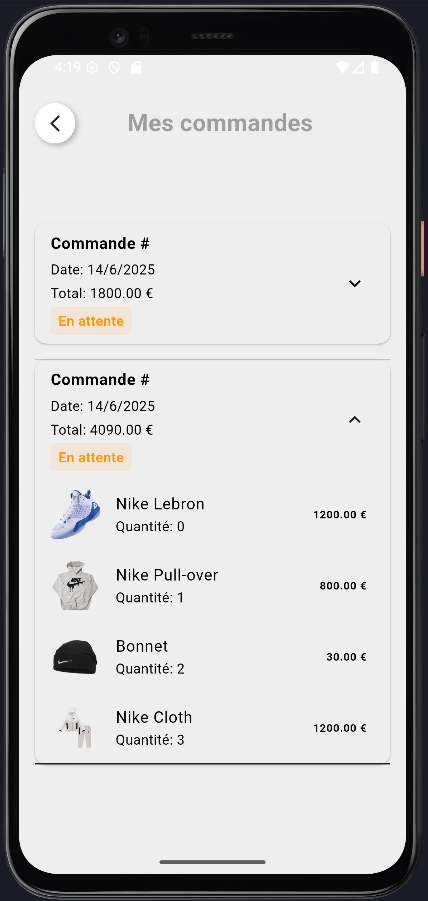 4:19
Mes commandes
Commande #
Date: 14/6/2025
Total: 1800.00 €
En attente
Commande #
Date: 14/6/2025
Total: 4090.00 €
En attente
Nike Lebron
Quantité: 0
1200.00 €
Nike Pull-over
Quantité: 1
800.00 €
Bonnet
Quantité: 2
30.00 €
Nike Cloth
Quantité: 3
1200.00 €